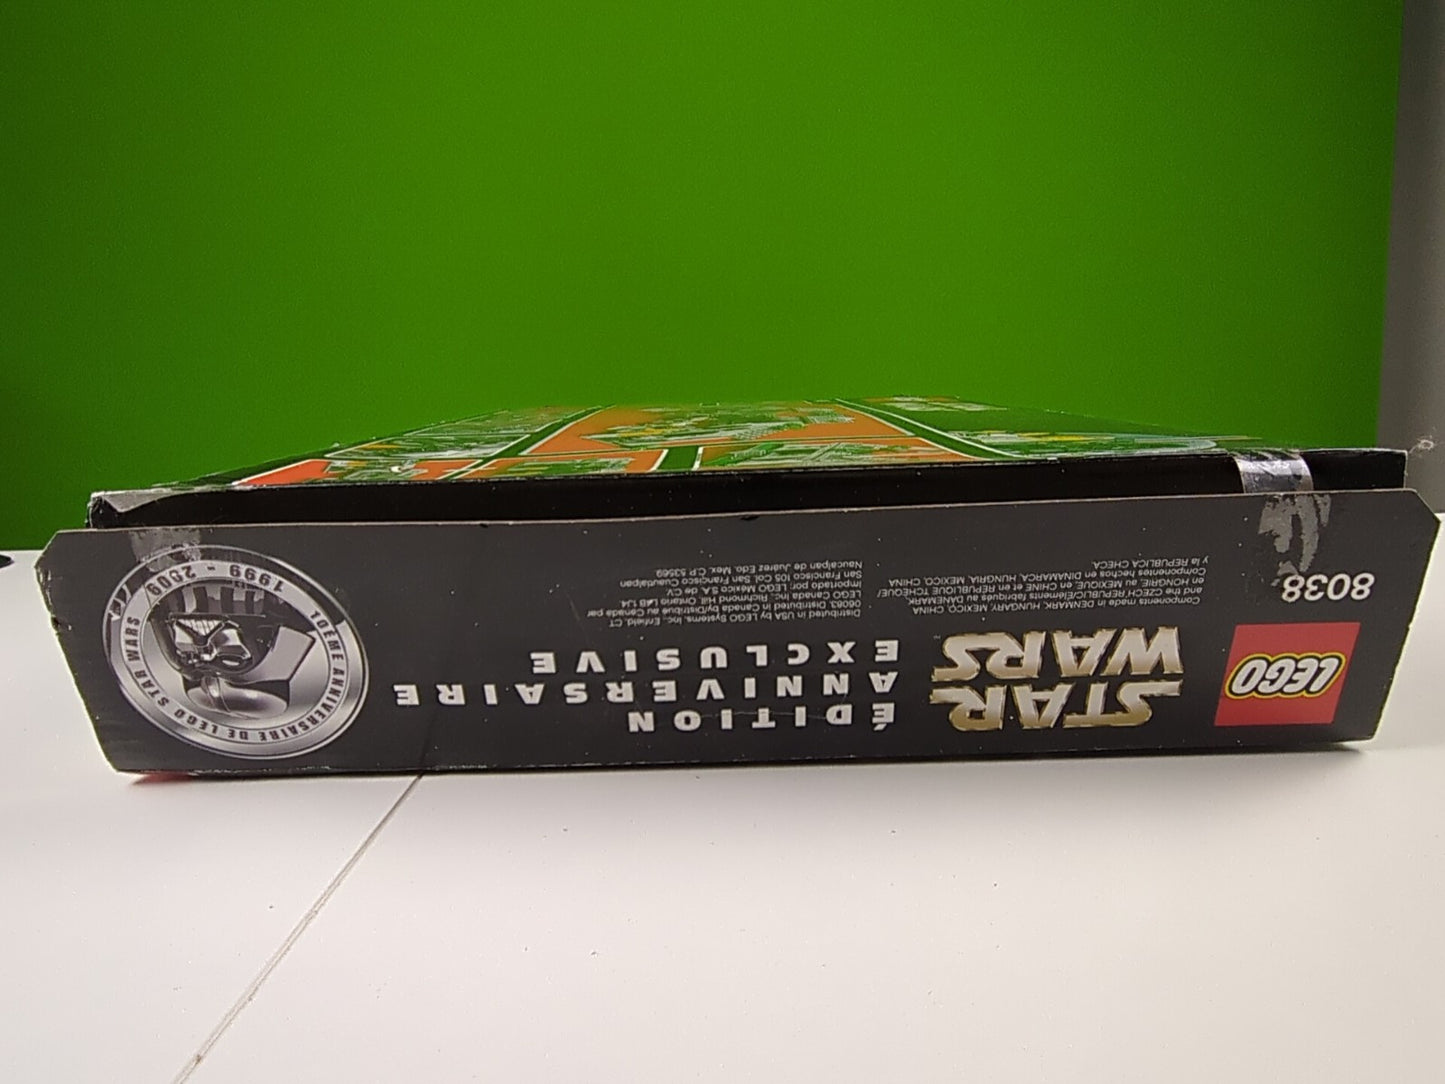 8038
LEGO
STAR
WARS™
ÉDITION
ANNIVERSAIRE
EXCLUSIVE
Components made in DENMARK, HUNGARY, MEXICO, CHINA
and the CZECH REPUBLIC/Éléments fabriqués au DANEMARK,
en HONGRIE, au MEXIQUE, en CHINE et en RÉPUBLIQUE TCHÈQUE/
Componentes hechos en DINAMARCA, HUNGRIA, MEXICO, CHINA
y la REPUBLICA CHECA.
Distributed in USA by LEGO Systems, Inc. Enfield, CT
06083. Distributed in Canada by/Distribué au Canada par
LEGO Canada, Inc. Richmond Hill, Ontario L4B 1J4
Importado por: LEGO México S.A. de C.V.
San Francisco 105 Col San Francisco Cuautlalpan
Naucalpan de Juárez Edo. Mex. C.P. 53569.
10ÈME ANNIVERSAIRE DE LEGO STAR WARS
1999 - 2009